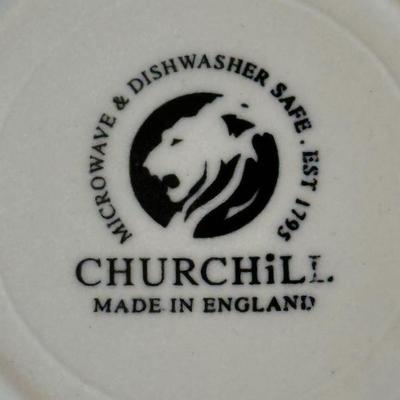 MICROWAVE & DISHWASHER SAFE . EST 1795
CHURCHiLL
MADE IN ENGLAND